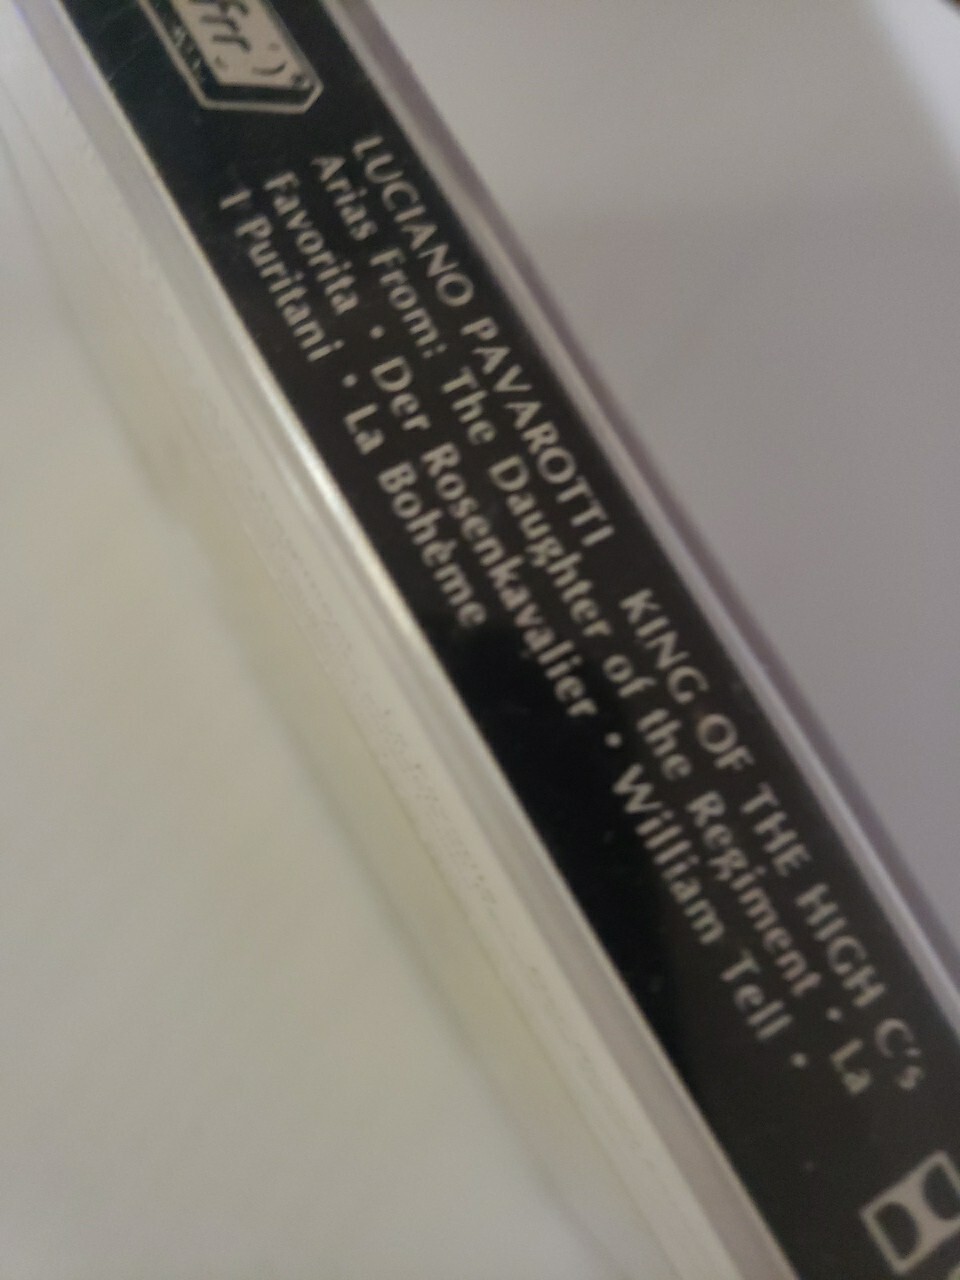 ffrr
LUCIANO PAVAROTTI KING OF THE HIGH C's
Arias From: The Daughter of the Regiment • La
Favorita • Der Rosenkavalier • William Tell •
I Puritani • La Bohème